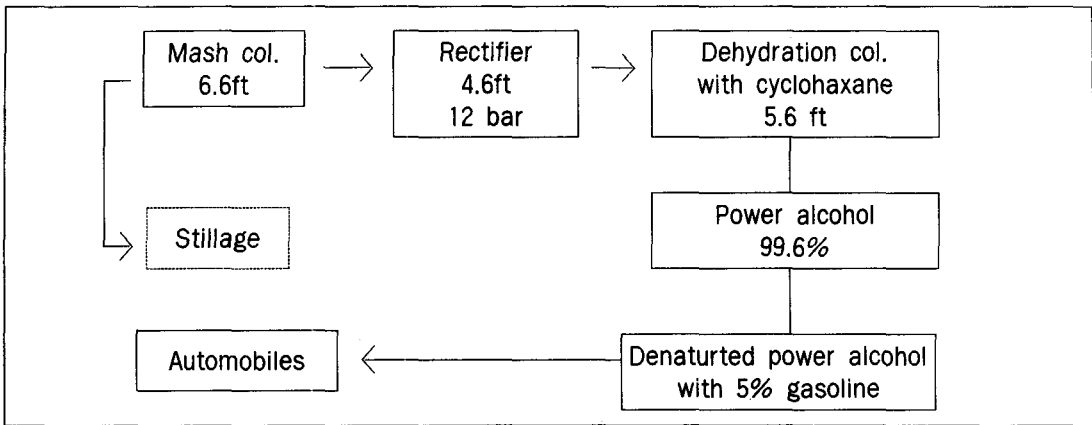 Mash col.
6.6ft
Rectifier
4.6ft
12 bar
Dehydration col.
with cyclohaxane
5.6 ft
Stillage
Power alcohol
99.6%
Automobiles
Denaturted power alcohol
with 5% gasoline